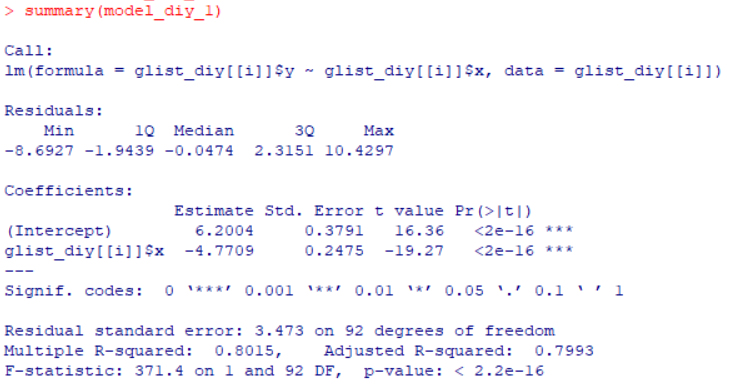 > summary(model_diy_1)
Call:
lm(formula = glist_diy[[i]]$y ~ glist_diy[[i]]$x, data = glist_diy[[i]])
Residuals:
    Min      1Q  Median      3Q     Max
-8.6927 -1.9439 -0.0474  2.3151 10.4297
Coefficients:
                 Estimate Std. Error t value Pr(>|t|)
(Intercept)        6.2004     0.3791   16.36   <2e-16 ***
glist_diy[[i]]$x  -4.7709     0.2475  -19.27   <2e-16 ***
---
Signif. codes:  0 ‘***’ 0.001 ‘**’ 0.01 ‘*’ 0.05 ‘.’ 0.1 ‘ ’ 1
Residual standard error: 3.473 on 92 degrees of freedom
Multiple R-squared:  0.8015,    Adjusted R-squared:  0.7993
F-statistic: 371.4 on 1 and 92 DF,  p-value: < 2.2e-16